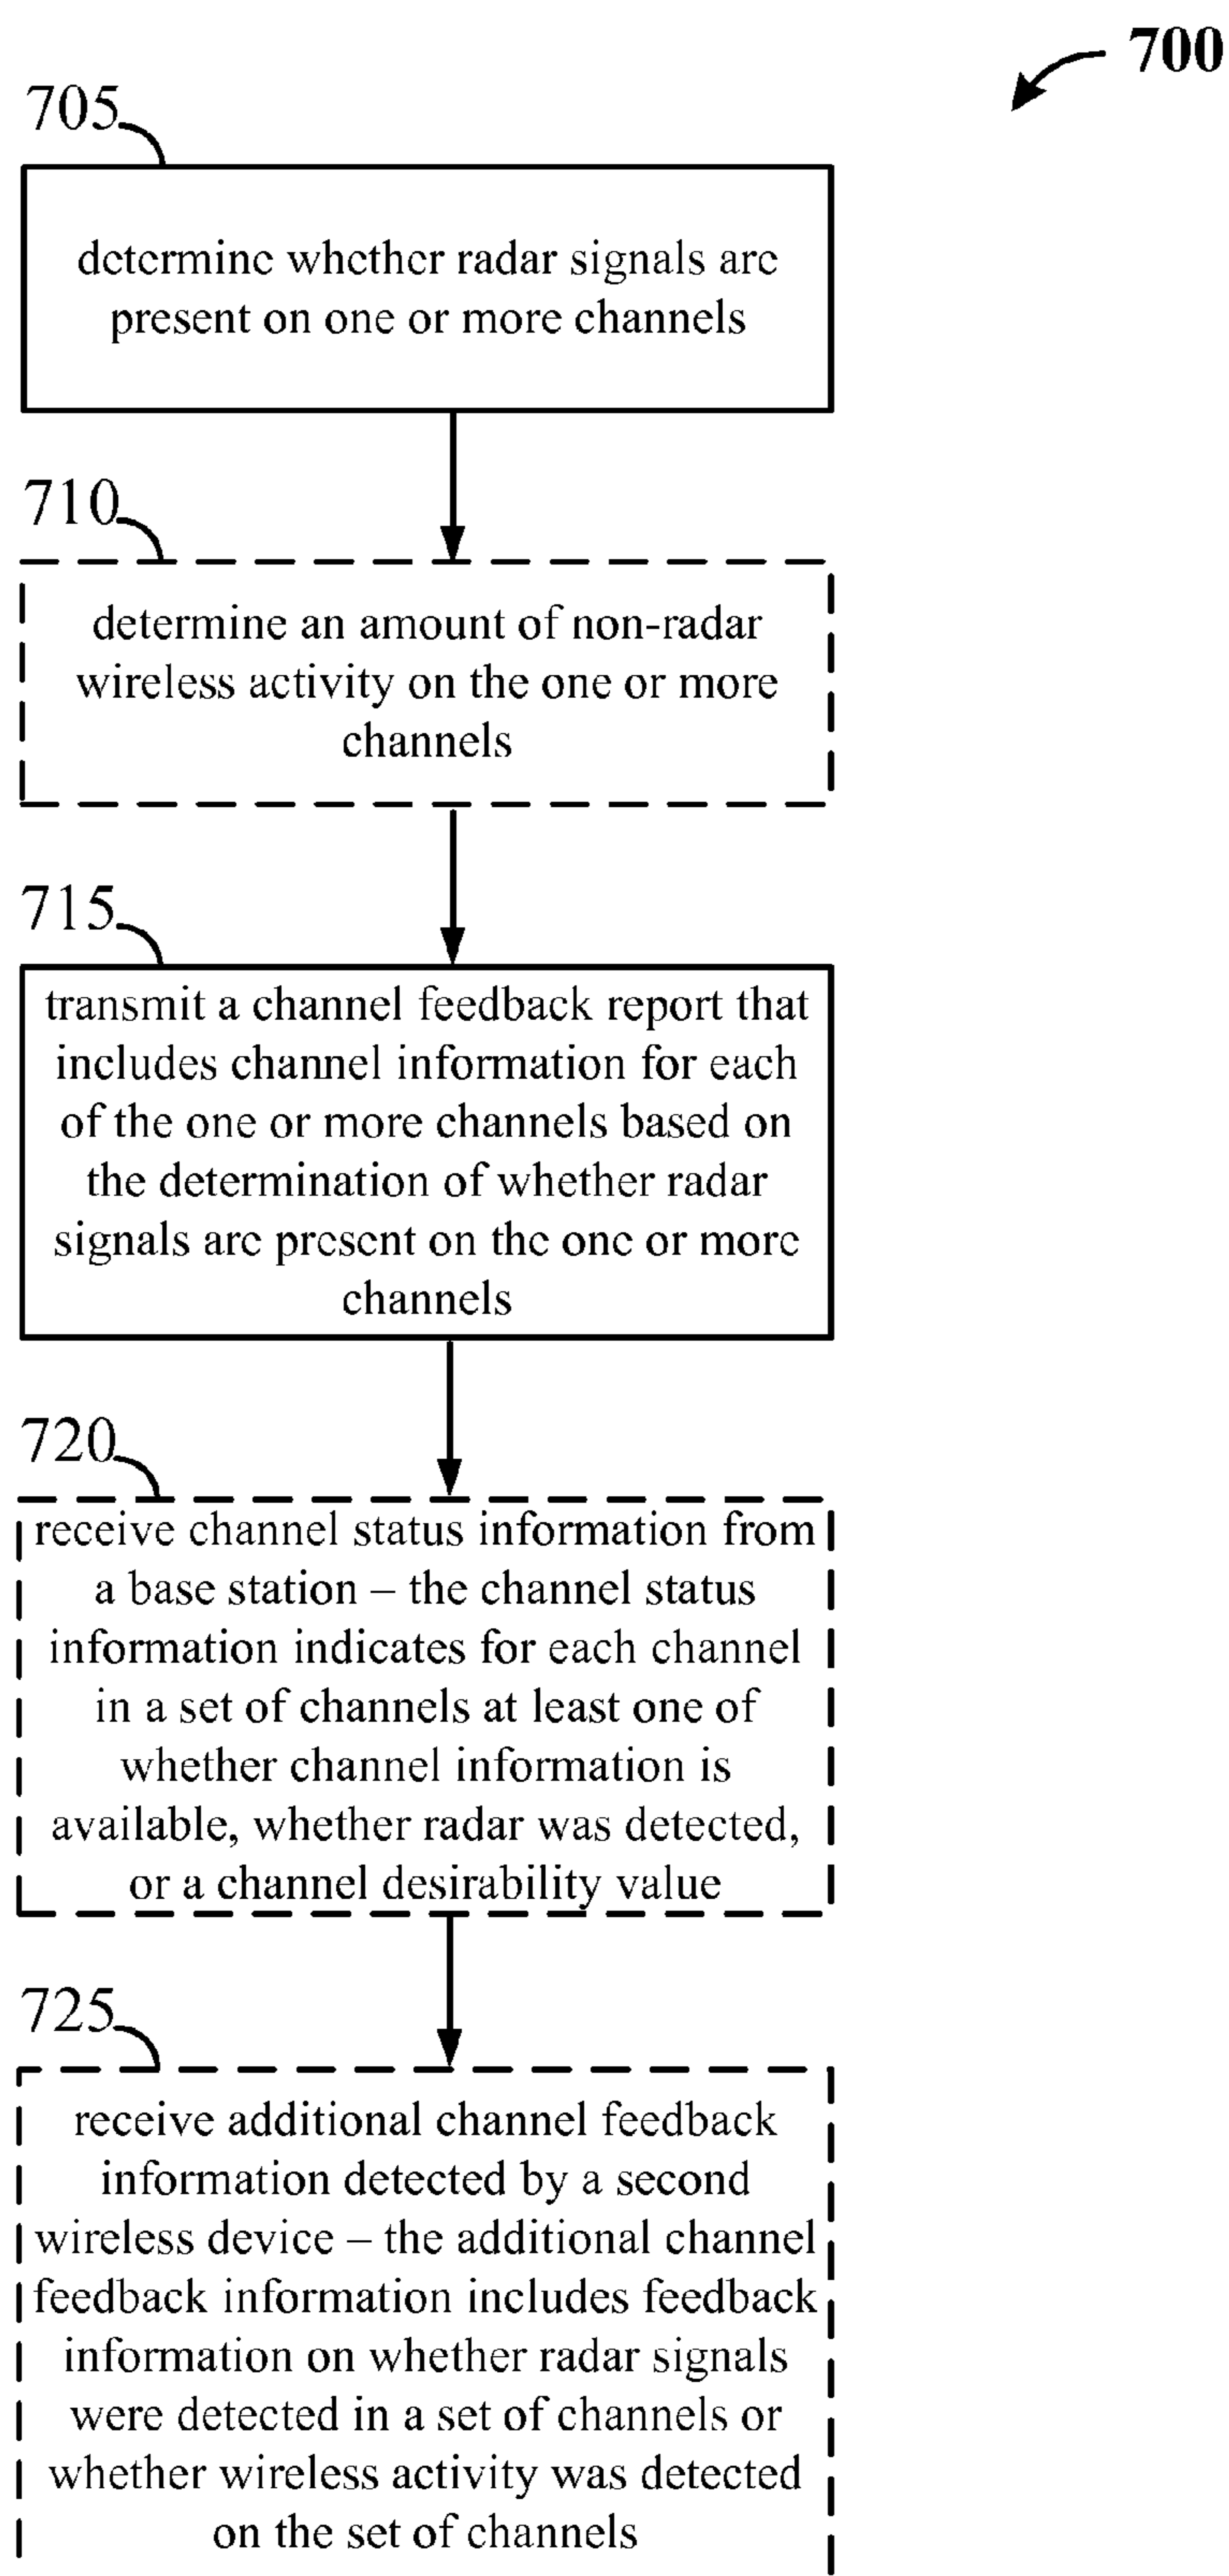 700
705
determine whether radar signals are
present on one or more channels
710
determine an amount of non-radar
wireless activity on the one or more
channels
715
transmit a channel feedback report that
includes channel information for each
of the one or more channels based on
the determination of whether radar
signals are present on the one or more
channels
720
receive channel status information from
a base station – the channel status
information indicates for each channel
in a set of channels at least one of
whether channel information is
available, whether radar was detected,
or a channel desirability value
725
receive additional channel feedback
information detected by a second
wireless device – the additional channel
feedback information includes feedback
information on whether radar signals
were detected in a set of channels or
whether wireless activity was detected
on the set of channels